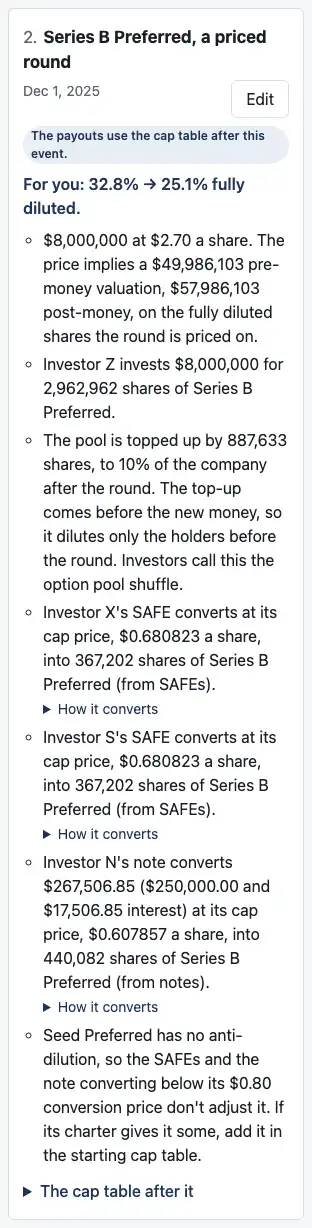 2. Series B Preferred, a priced
round
Dec 1, 2025
Edit
The payouts use the cap table after this
event.
For you: 32.8% → 25.1% fully
diluted.
◦ $8,000,000 at $2.70 a share. The
price implies a $49,986,103 pre-
money valuation, $57,986,103
post-money, on the fully diluted
shares the round is priced on.
◦ Investor Z invests $8,000,000 for
2,962,962 shares of Series B
Preferred.
◦ The pool is topped up by 887,633
shares, to 10% of the company
after the round. The top-up
comes before the new money, so
it dilutes only the holders before
the round. Investors call this the
option pool shuffle.
◦ Investor X's SAFE converts at its
cap price, $0.680823 a share,
into 367,202 shares of Series B
Preferred (from SAFEs).
▶ How it converts
◦ Investor S's SAFE converts at its
cap price, $0.680823 a share,
into 367,202 shares of Series B
Preferred (from SAFEs).
▶ How it converts
◦ Investor N's note converts
$267,506.85 ($250,000.00 and
$17,506.85 interest) at its cap
price, $0.607857 a share, into
440,082 shares of Series B
Preferred (from notes).
▶ How it converts
◦ Seed Preferred has no anti-
dilution, so the SAFEs and the
note converting below its $0.80
conversion price don't adjust it. If
its charter gives it some, add it in
the starting cap table.
▶ The cap table after it